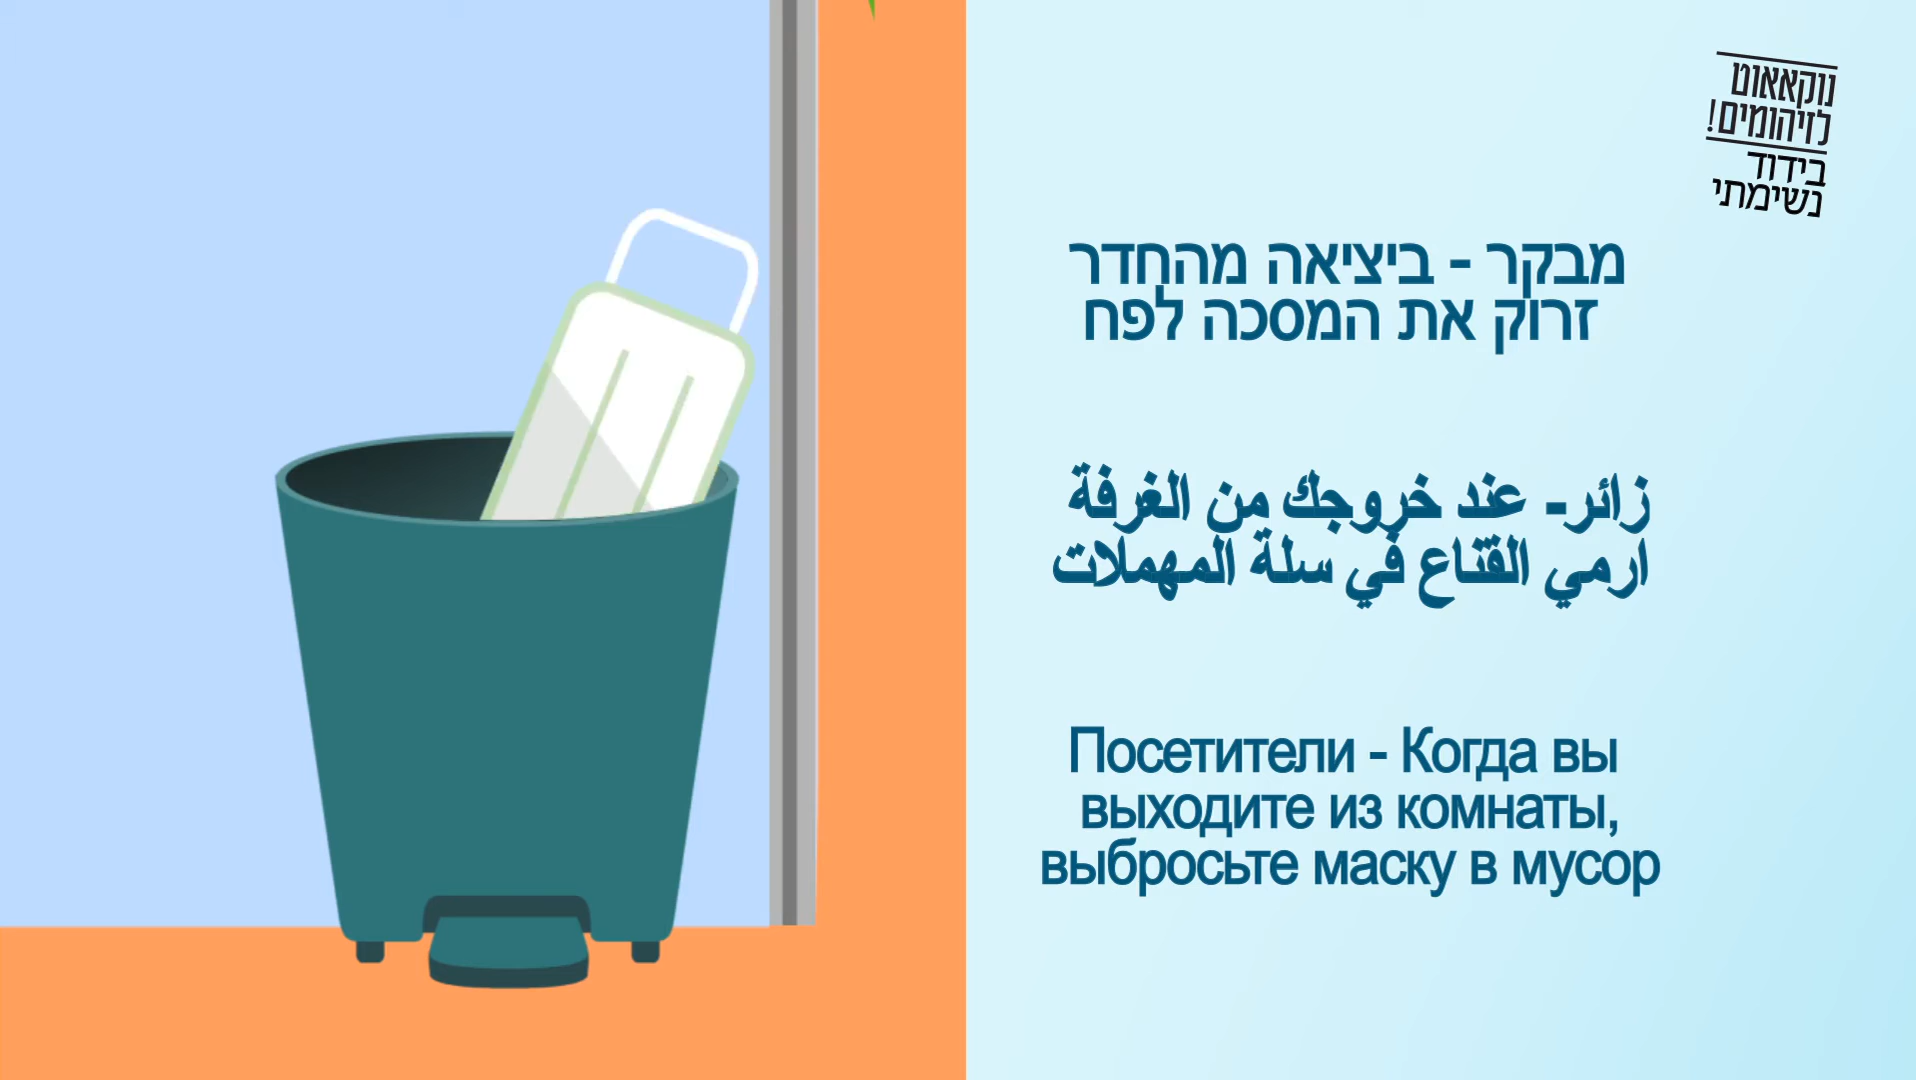 נוקאאוט
לזיהומים!
בידוד
נשימתי
מבקר - ביציאה מהחדר
זרוק את המסכה לפח
زائر- عند خروجك من الغرفة
ارمي القناع في سلة المهملات
Посетители - Когда вы
выходите из комнаты,
выбросьте маску в мусор